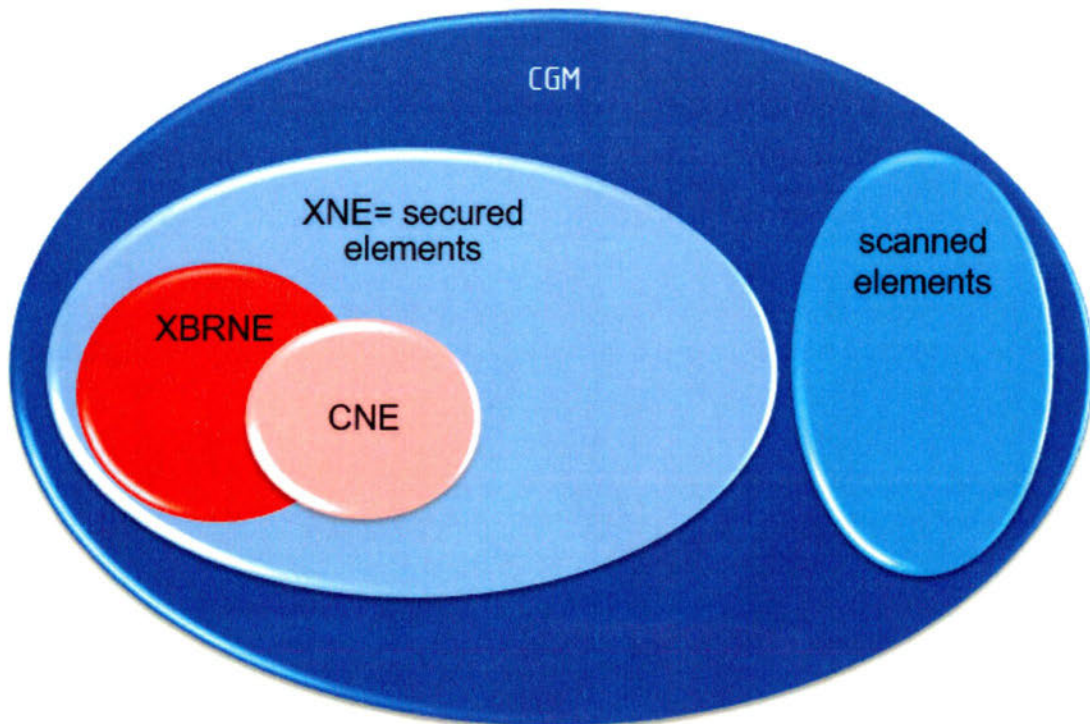 CGM
XNE= secured
elements
scanned
elements
XBRNE
CNE